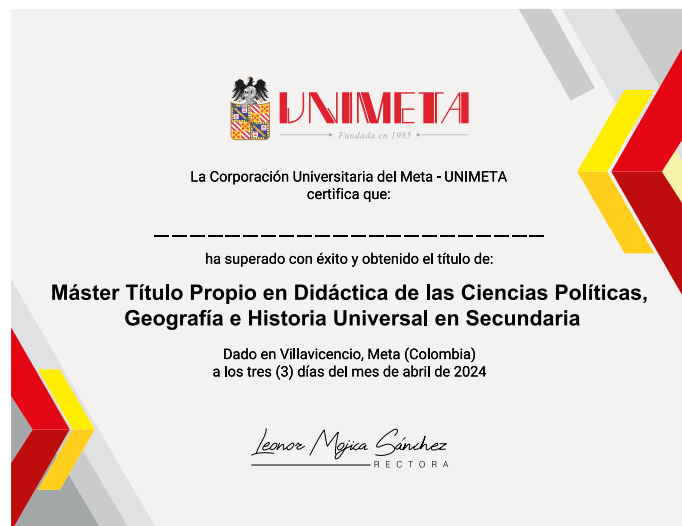 UNIMETA
Fundada en 1985
La Corporación Universitaria del Meta - UNIMETA
certifica que:
ha superado con éxito y obtenido el título de:
Máster Título Propio en Didáctica de las Ciencias Políticas,
Geografía e Historia Universal en Secundaria
Dado en Villavicencio, Meta (Colombia)
a los tres (3) días del mes de abril de 2024
Leonor Mojica Sánchez
RECTORA